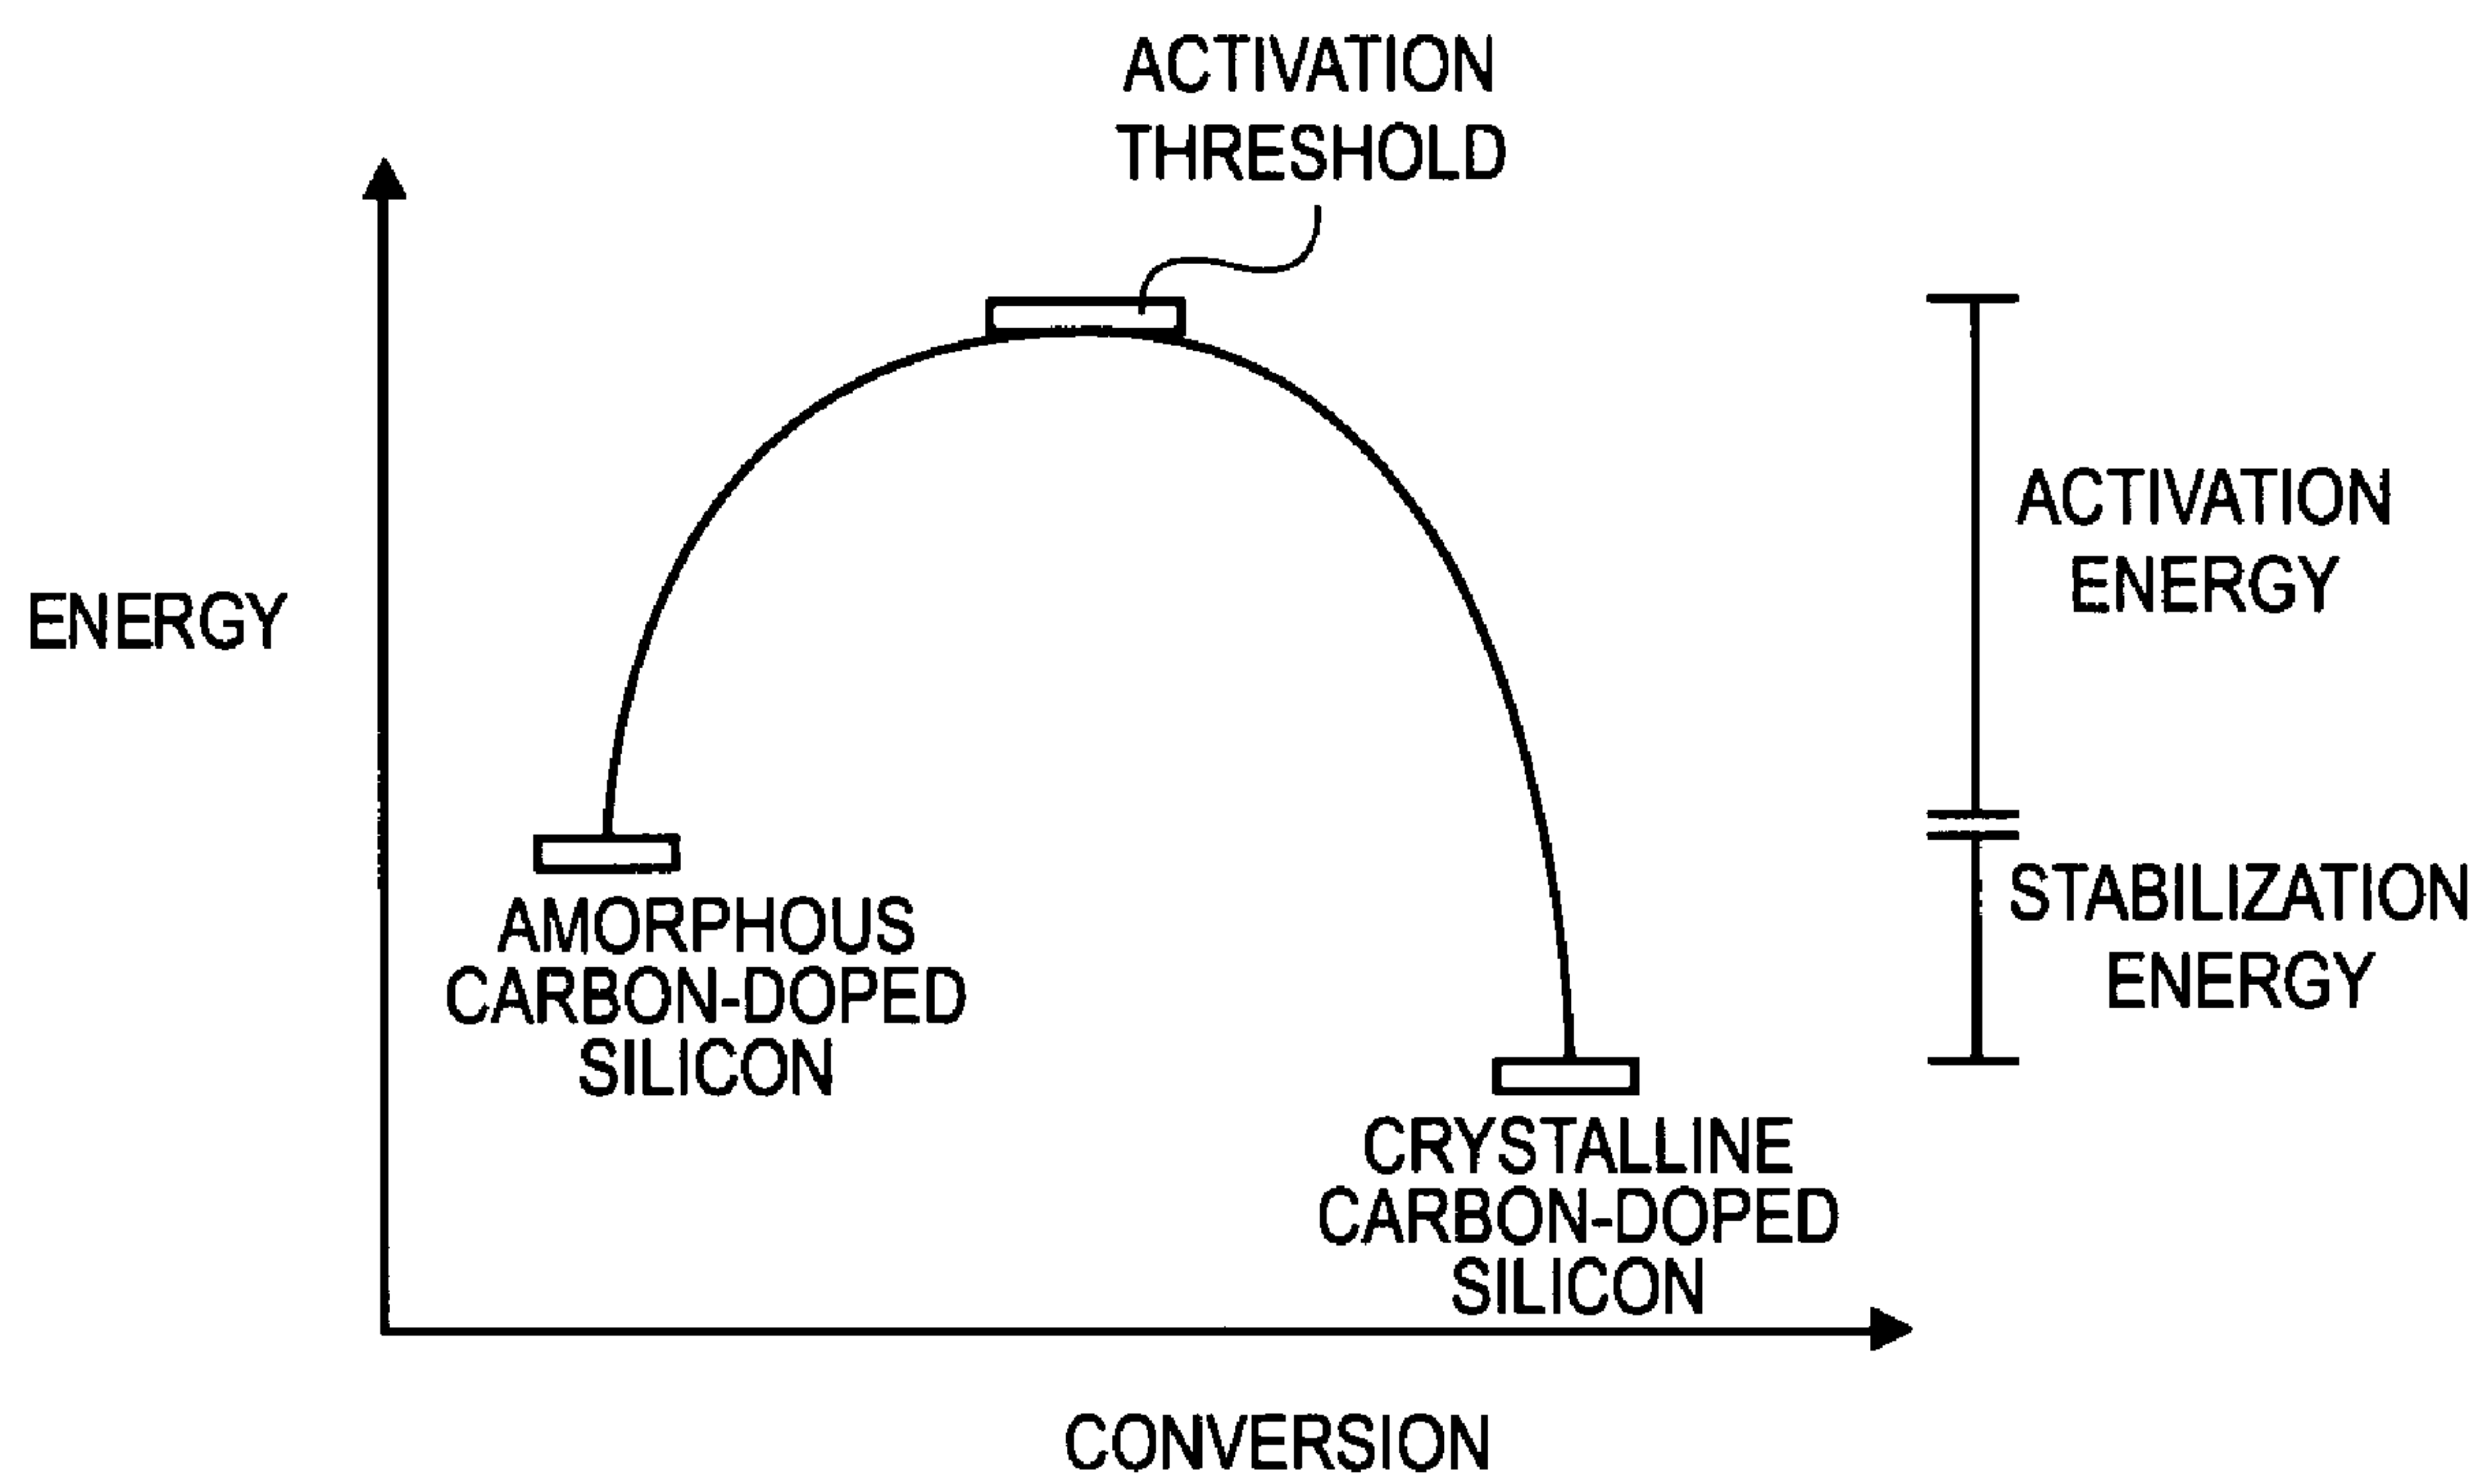 ACTIVATION
THRESHOLD
ENERGY
ACTIVATION
ENERGY
AMORPHOUS
CARBON-DOPED
SILICON
STABILIZATION
ENERGY
CRYSTALLINE
CARBON-DOPED
SILICON
CONVERSION